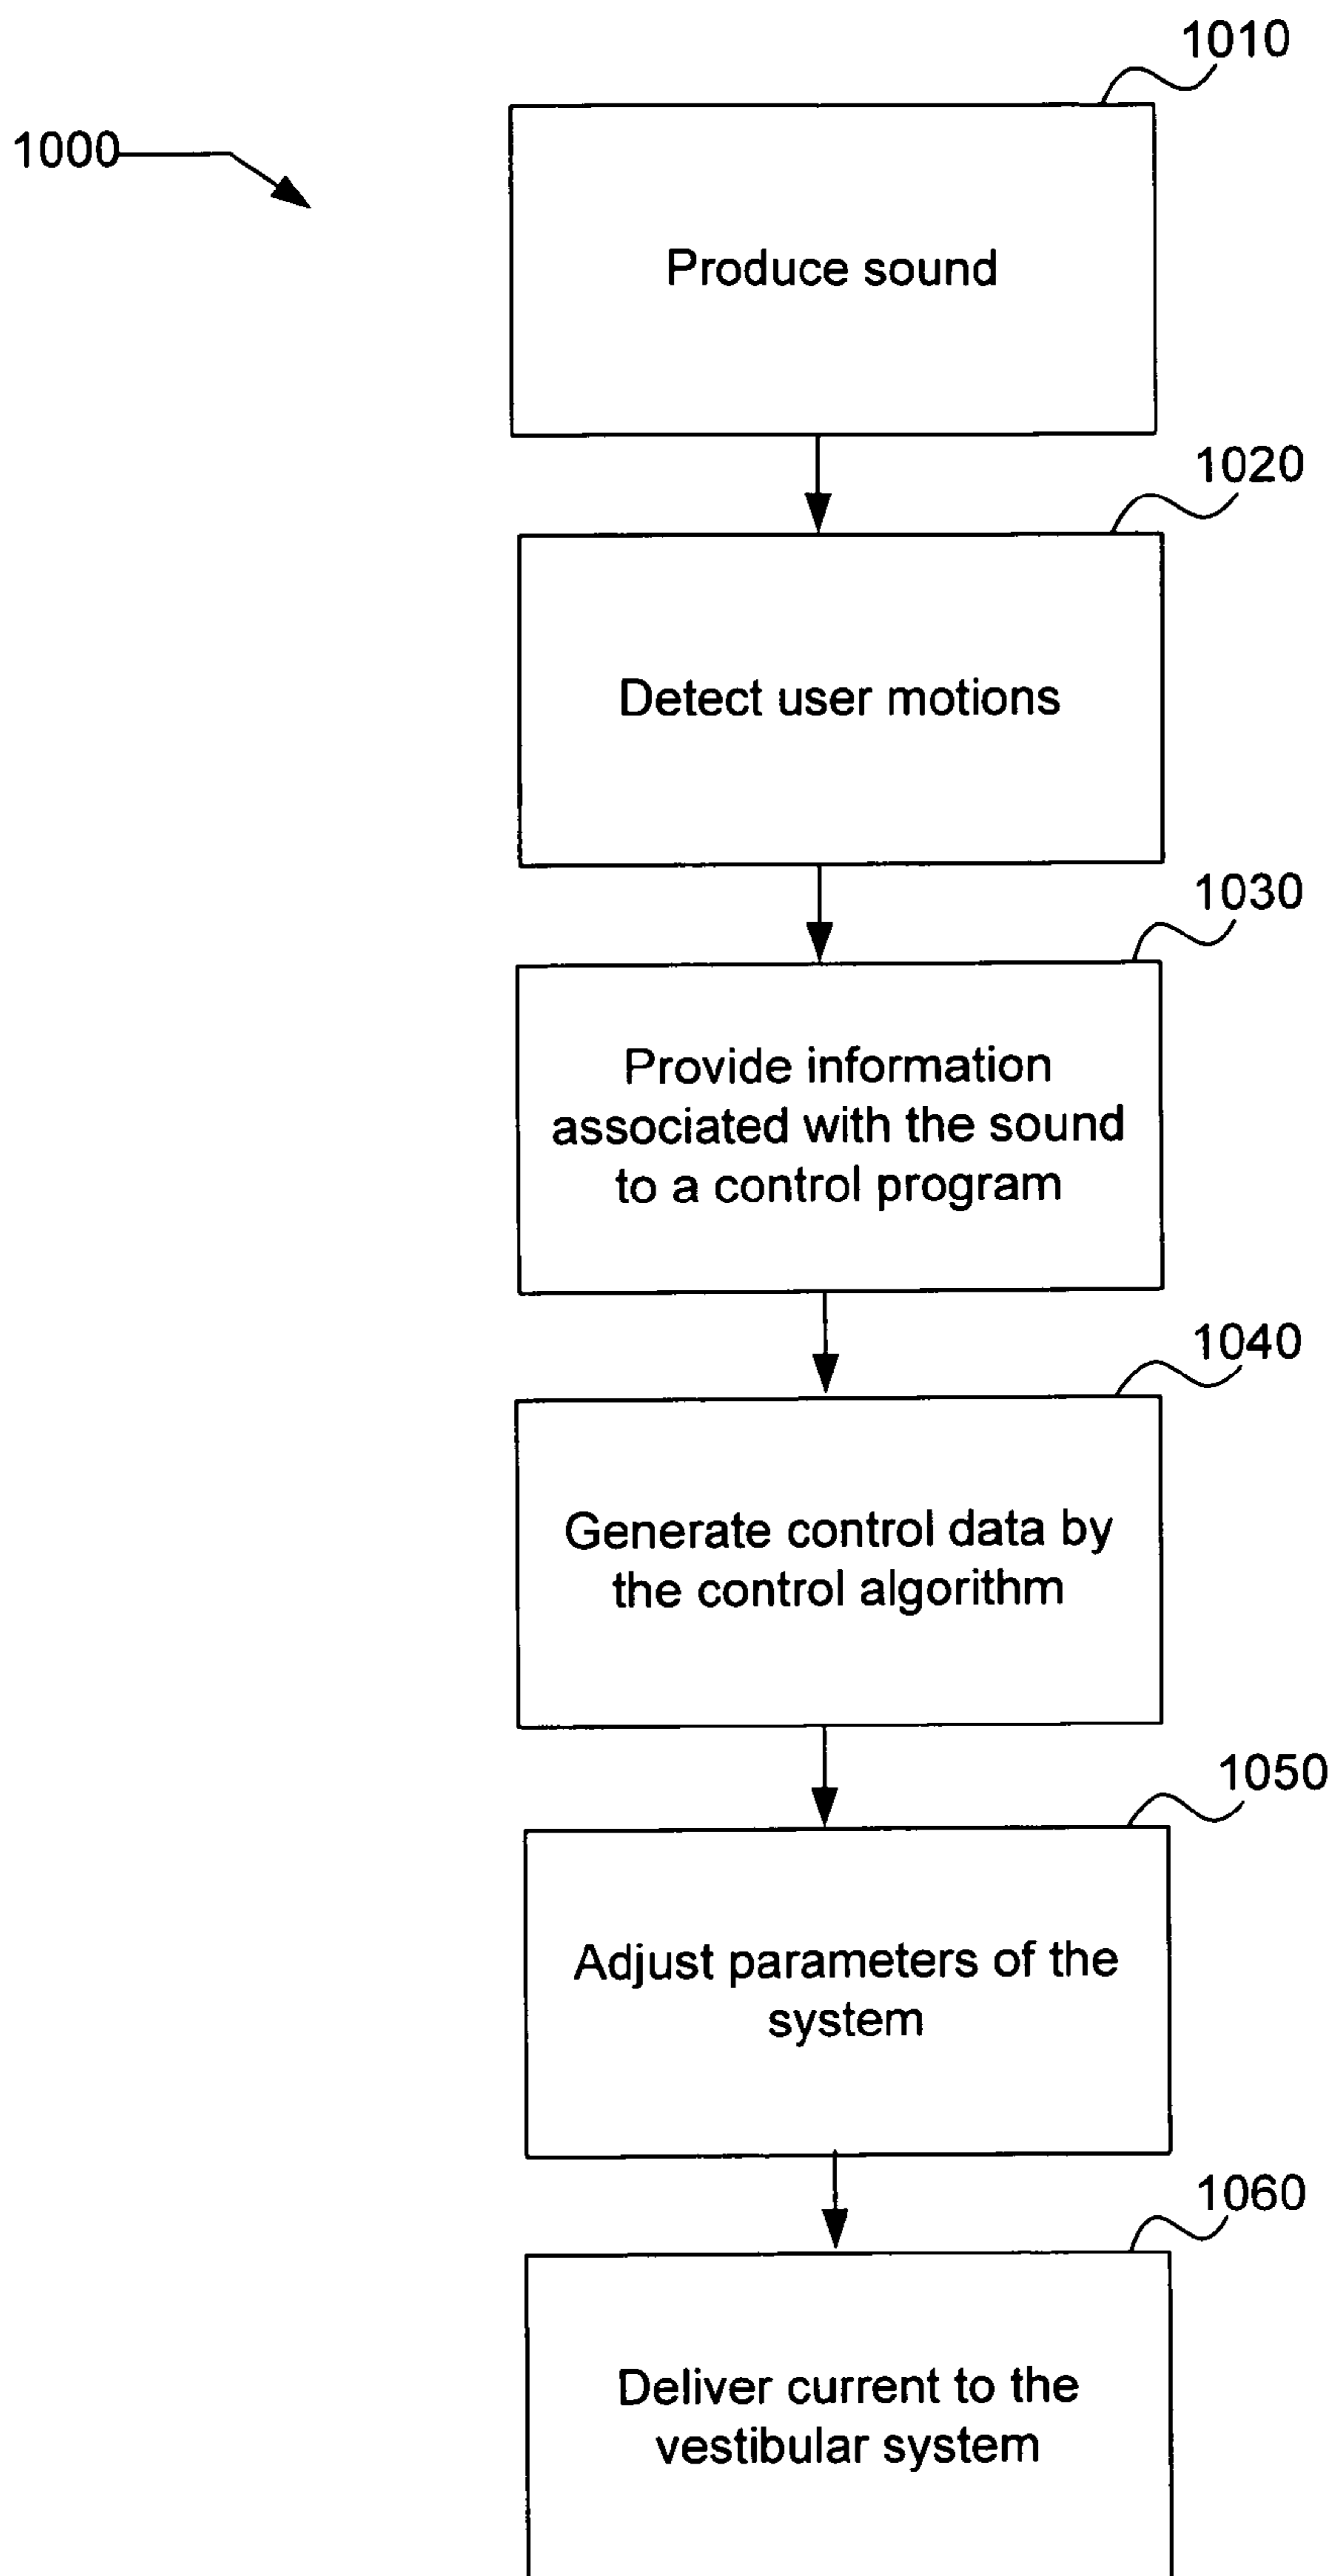 1010
1000
Produce sound
1020
Detect user motions
1030
Provide information
associated with the sound
to a control program
1040
Generate control data by
the control algorithm
1050
Adjust parameters of the
system
1060
Deliver current to the
vestibular system